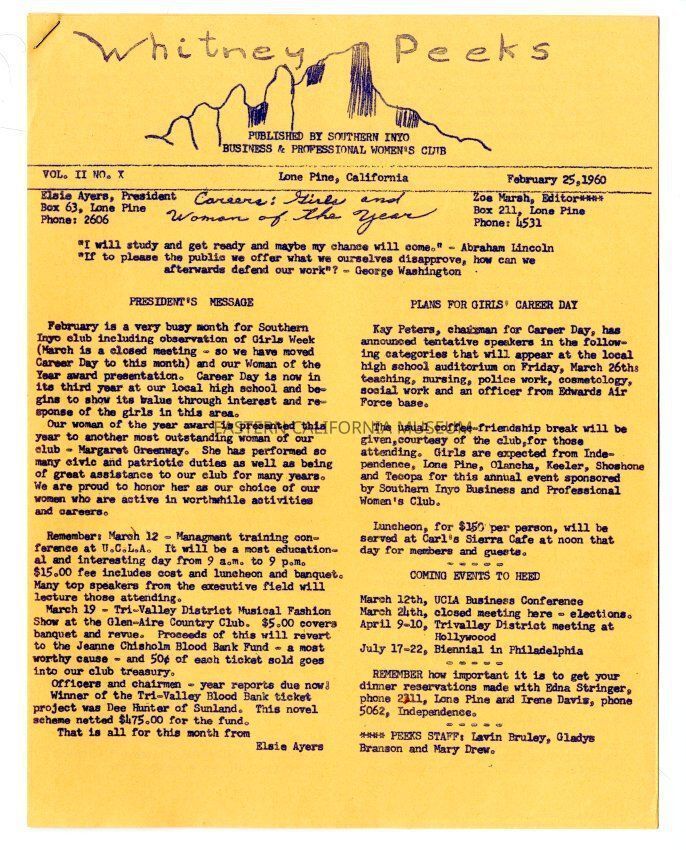 Whitney Peeks
PUBLISHED BY SOUTHERN INYO
BUSINESS & PROFESSIONAL WOMEN'S CLUB
VOL. II NO. X
Lone Pine, California
February 25, 1960
Elsie Ayers, President
Box 63, Lone Pine
Phone: 2606
Careers: Girls and
Woman of the Year
Zoe Marsh, Editor****
Box 211, Lone Pine
Phone: 4531
"I will study and get ready and maybe my chance will come." - Abraham Lincoln
"If to please the public we offer what we ourselves disapprove, how can we
afterwards defend our work"? - George Washington
PRESIDENT'S MESSAGE
February is a very busy month for Southern
Inyo club including observation of Girls Week
(March is a closed meeting - so we have moved
Career Day to this month) and our Woman of the
Year award presentation. Career Day is now in
its third year at our local high school and be-
gins to show its value through interest and re-
sponse of the girls in this area.
Our woman of the year award is presented this
year to another most outstanding woman of our
club - Margaret Greenway. She has performed so
many civic and patriotic duties as well as being
of great assistance to our club for many years.
We are proud to honor her as our choice of our
women who are active in worthwhile activities
and careers.
Remember: March 12 - Managment training con-
ference at U.C.L.A. It will be a most education-
al and interesting day from 9 a.m. to 9 p.m.
$15.00 fee includes cost and luncheon and banquet.
Many top speakers from the executive field will
lecture those attending.
March 19 - Tri-Valley District Musical Fashion
Show at the Glen-Aire Country Club. $5.00 covers
banquet and revue. Proceeds of this will revert
to the Jeanne Chisholm Blood Bank Fund - a most
worthy cause - and 50¢ of each ticket sold goes
into our club treasury.
Officers and chairmen - year reports due now!
Winner of the Tri-Valley Blood Bank ticket
project was Dee Hunter of Sunland. This novel
scheme netted $475.00 for the fund.
That is all for this month from
Elsie Ayers
PLANS FOR GIRLS' CAREER DAY
Kay Peters, chairman for Career Day, has
announced tentative speakers in the follow-
ing categories that will appear at the local
high school auditorium on Friday, March 26th:
teaching, nursing, police work, cosmetology,
social work and an officer from Edwards Air
Force base.
The usual coffee-friendship break will be
given,courtesy of the club,for those
attending. Girls are expected from Inde-
pendence, Lone Pine, Olancha, Keeler, Shoshone
and Tecopa for this annual event sponsored
by Southern Inyo Business and Professional
Women's Club.
Luncheon, for $150 per person, will be
served at Carl's Sierra Cafe at noon that
day for members and guests.
- - - - -
COMING EVENTS TO HEED
March 12th, UCLA Business Conference
March 24th, closed meeting here - elections.
April 9-10, Trivalley District meeting at
Hollywoood
July 17-22, Biennial in Philadelphia
- - - - -
REMEMBER how important it is to get your
dinner reservations made with Edna Stringer,
phone 2311, Lone Pine and Irene Davis, phone
5062, Independence.
- - - - -
**** PEEKS STAFF: Lavin Bruley, Gladys
Branson and Mary Drew.
EASTERN CALIFORNIA MUSEUM